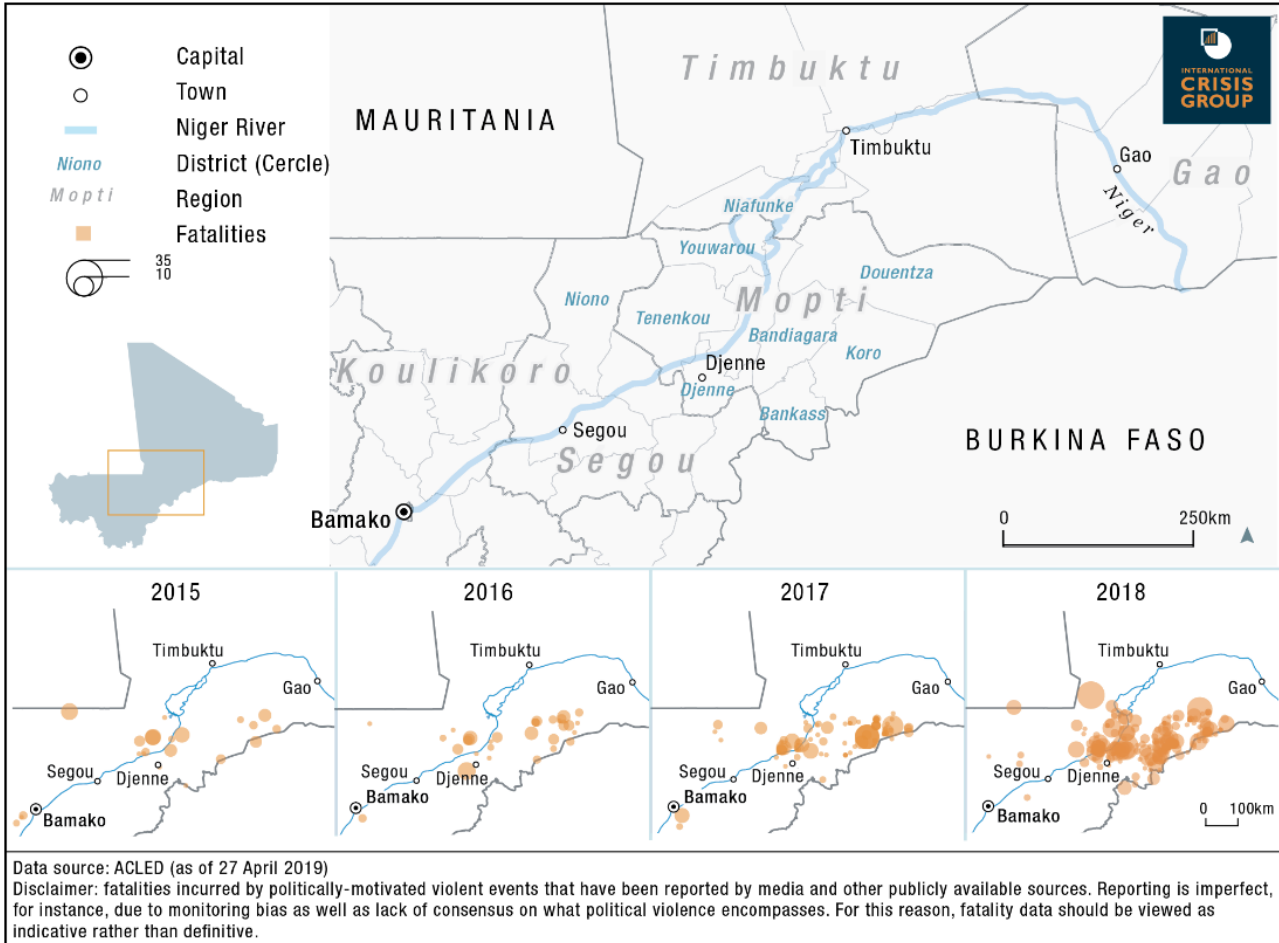 Capital
Town
Niger River
Niono
District (Cercle)
Mopti
Region
Fatalities
35
10
INTERNATIONAL
CRISIS
GROUP
Timbuktu
MAURITANIA
Timbuktu
Gao
Gao
Niger
Niafunke
Youwarou
Douentza
Niono
Mopti
Tenenkou
Bandiagara
Koro
Djenne
Koulikoro
Djenne
Bankass
Segou
BURKINA FASO
Segou
Bamako
0
250km
2015
Timbuktu
Gao
Segou
Djenne
Bamako
2016
Timbuktu
Gao
Segou
Djenne
Bamako
2017
Timbuktu
Gao
Segou
Djenne
Bamako
2018
Timbuktu
Gao
Segou
Djenne
Bamako
0 100km
Data source: ACLED (as of 27 April 2019)
Disclaimer: fatalities incurred by politically-motivated violent events that have been reported by media and other publicly available sources. Reporting is imperfect,
for instance, due to monitoring bias as well as lack of consensus on what political violence encompasses. For this reason, fatality data should be viewed as
indicative rather than definitive.